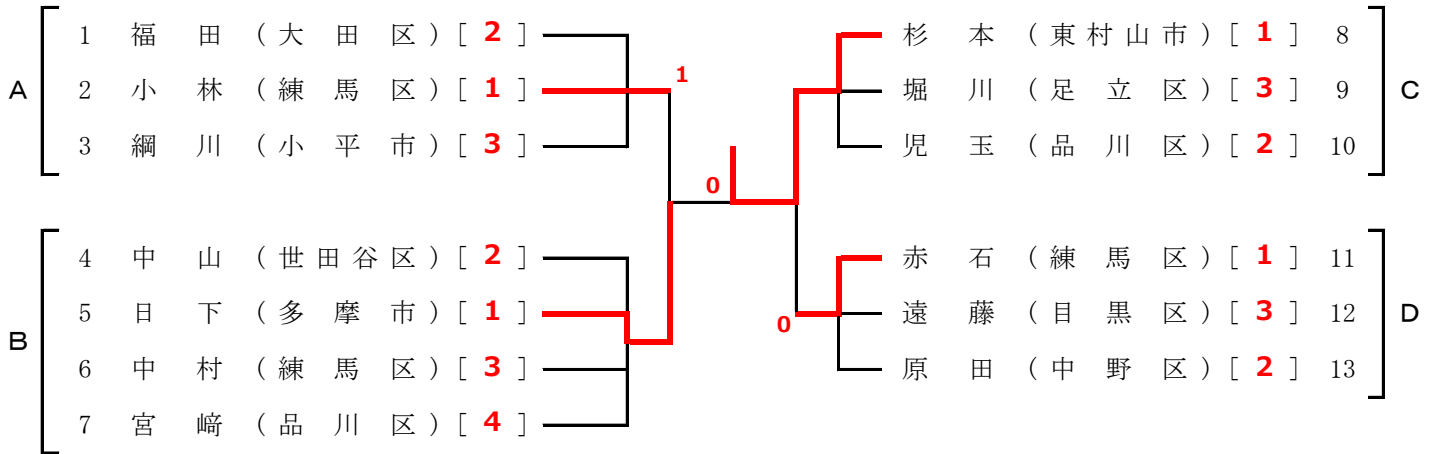 A
1 福田 (大田区) [ 2 ]
2 小林 (練馬区) [ 1 ]
3 綱川 (小平市) [ 3 ]
1
B
4 中山 (世田谷区) [ 2 ]
5 日下 (多摩市) [ 1 ]
6 中村 (練馬区) [ 3 ]
7 宮﨑 (品川区) [ 4 ]
0
杉本 (東村山市) [ 1 ] 8
堀川 (足立区) [ 3 ] 9
児玉 (品川区) [ 2 ] 10
C
赤石 (練馬区) [ 1 ] 11
遠藤 (目黒区) [ 3 ] 12
原田 (中野区) [ 2 ] 13
0
D